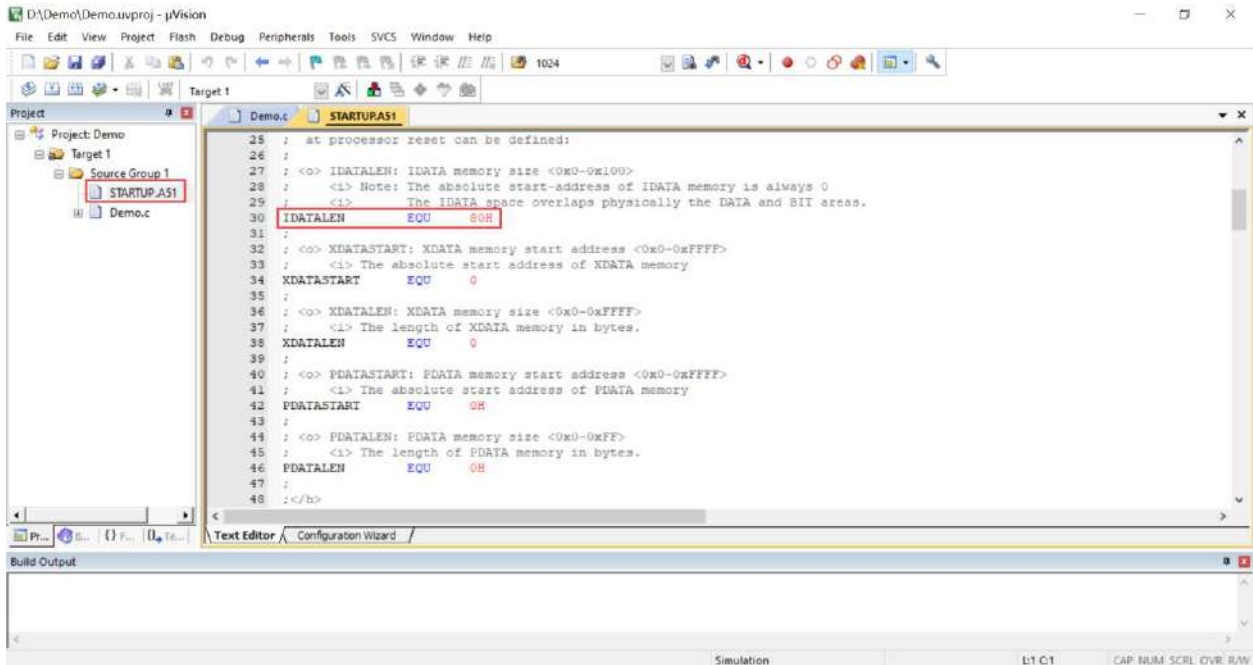 D:\Demo\Demo.uvproj - µVision
File Edit View Project Flash Debug Peripherals Tools SVCS Window Help
1024
Target 1
Project
Demo.c STARTUP.A51
Project: Demo
Target 1
Source Group 1
STARTUP.A51
Demo.c
25 ; at processor reset can be defined:
26 ;
27 ; <o> IDATALEN: IDATA memory size <0x0-0x100>
28 ; <i> Note: The absolute start-address of IDATA memory is always 0
29 ; <i> The IDATA space overlaps physically the DATA and BIT areas.
30 IDATALEN EQU 80H
31 ;
32 ; <o> XDATASTART: XDATA memory start address <0x0-0xFFFF>
33 ; <i> The absolute start address of XDATA memory
34 XDATASTART EQU 0
35 ;
36 ; <o> XDATALEN: XDATA memory size <0x0-0xFFFF>
37 ; <i> The length of XDATA memory in bytes.
38 XDATALEN EQU 0
39 ;
40 ; <o> PDATASTART: PDATA memory start address <0x0-0xFFFF>
41 ; <i> The absolute start address of PDATA memory
42 PDATASTART EQU 0H
43 ;
44 ; <o> PDATALEN: PDATA memory size <0x0-0xFF>
45 ; <i> The length of PDATA memory in bytes.
46 PDATALEN EQU 0H
47 ;
48 ;</h>
Pr... B... {} F... Te...
Text Editor Configuration Wizard
Build Output
Simulation L:1 C:1 CAP NUM SCRL OVR R/W